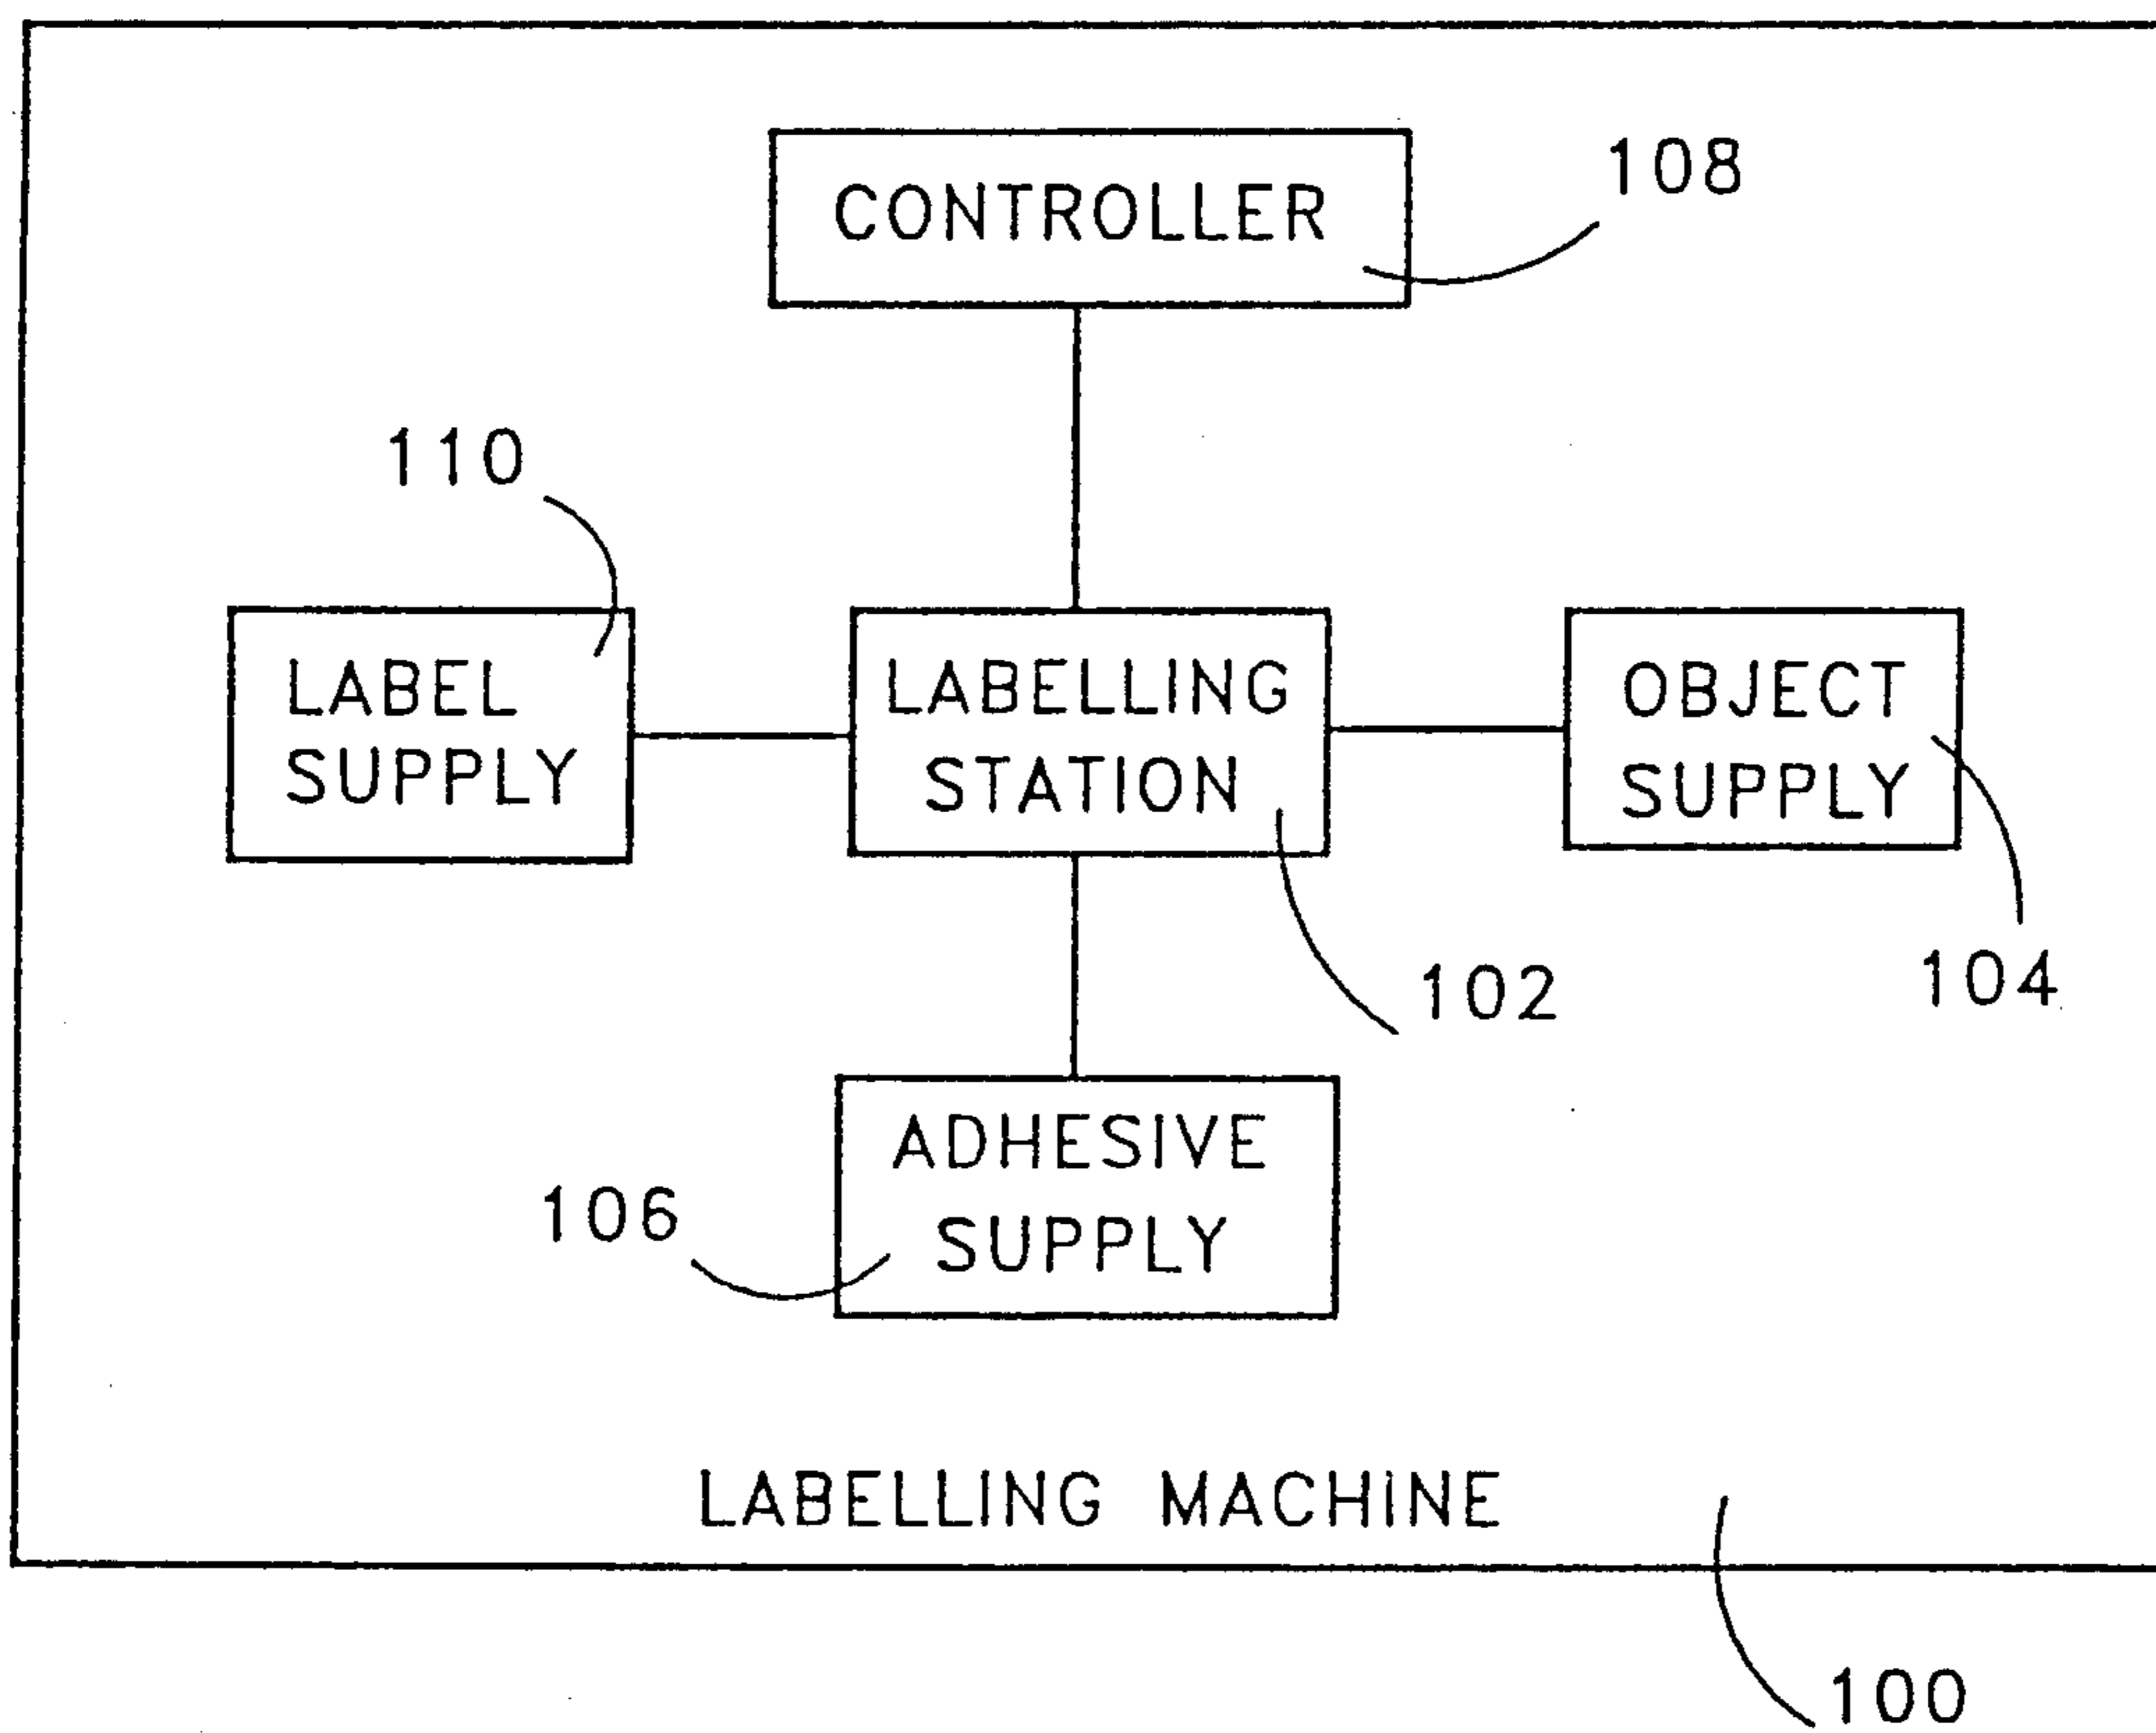 CONTROLLER
108
110
LABEL
SUPPLY
LABELLING
STATION
OBJECT
SUPPLY
102
104
ADHESIVE
SUPPLY
106
LABELLING MACHINE
100